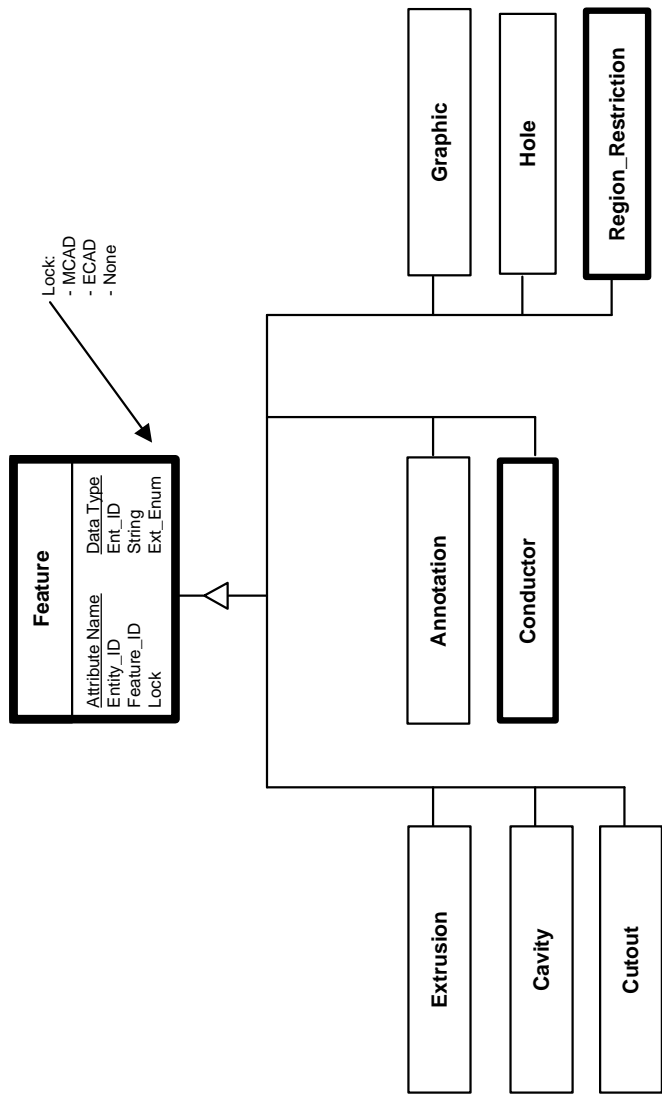 Feature
Attribute Name Data Type
Entity_ID Ent_ID
Feature_ID String
Lock Ext_Enum
Lock:
- MCAD
- ECAD
- None
Extrusion
Cavity
Cutout
Annotation
Conductor
Graphic
Hole
Region_Restriction